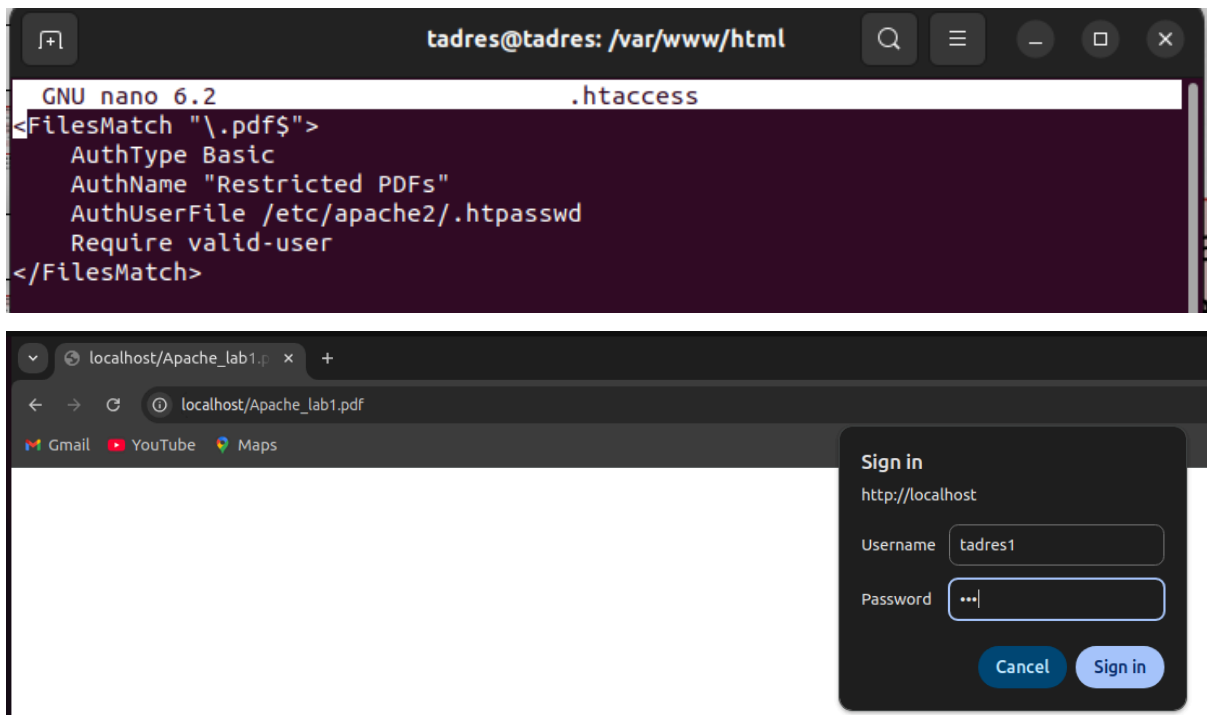 tadres@tadres: /var/www/html
GNU nano 6.2 .htaccess
<FilesMatch "\.pdf$">
AuthType Basic
AuthName "Restricted PDFs"
AuthUserFile /etc/apache2/.htpasswd
Require valid-user
</FilesMatch>
localhost/Apache_lab1.p
localhost/Apache_lab1.pdf
Gmail YouTube Maps
Sign in
http://localhost
Username tadres1
Password •••
Cancel Sign in